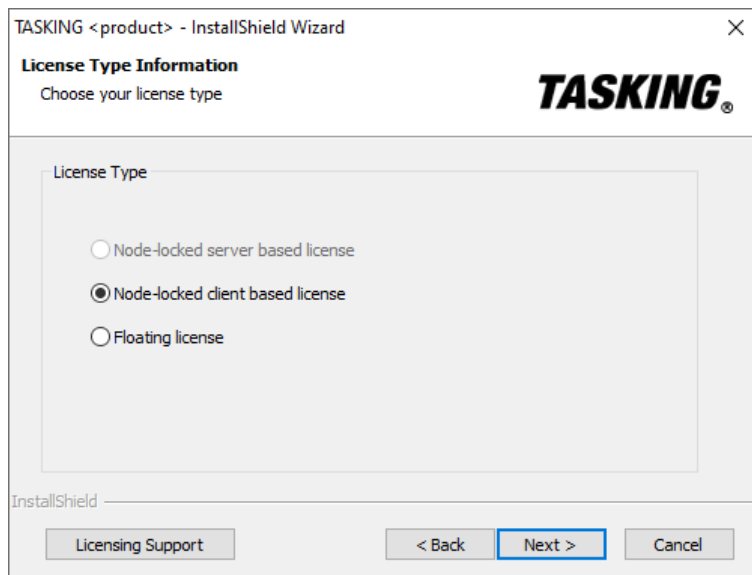 TASKING <product> - InstallShield Wizard
License Type Information
Choose your license type
TASKING®
License Type
Node-locked server based license
Node-locked client based license
Floating license
InstallShield
Licensing Support < Back Next > Cancel